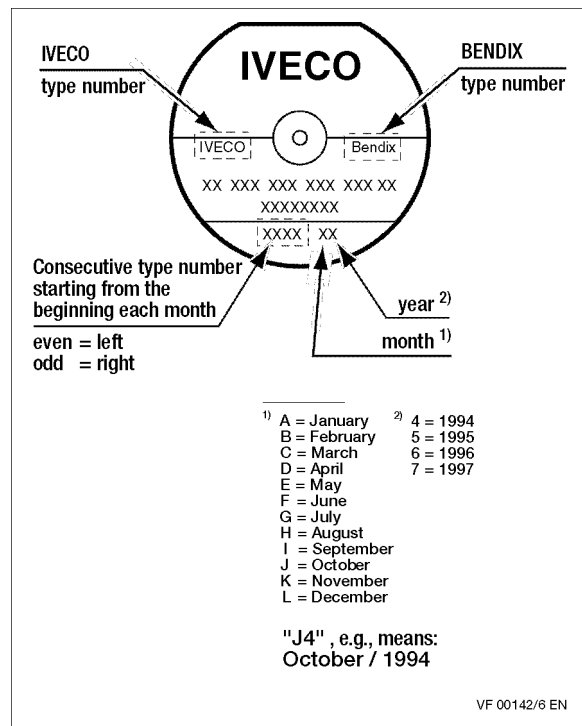 IVECO
type number
IVECO
BENDIX
type number
IVECO
Bendix
XX XXX XXX XXX XXX XX
XXXXXXXX
XXXX XX
Consecutive type number
starting from the
beginning each month
even = left
odd = right
year 2)
month 1)
1) A = January
B = February
C = March
D = April
E = May
F = June
G = July
H = August
I = September
J = October
K = November
L = December
2) 4 = 1994
5 = 1995
6 = 1996
7 = 1997
"J4" , e.g., means:
October / 1994
VF 00142/6 EN